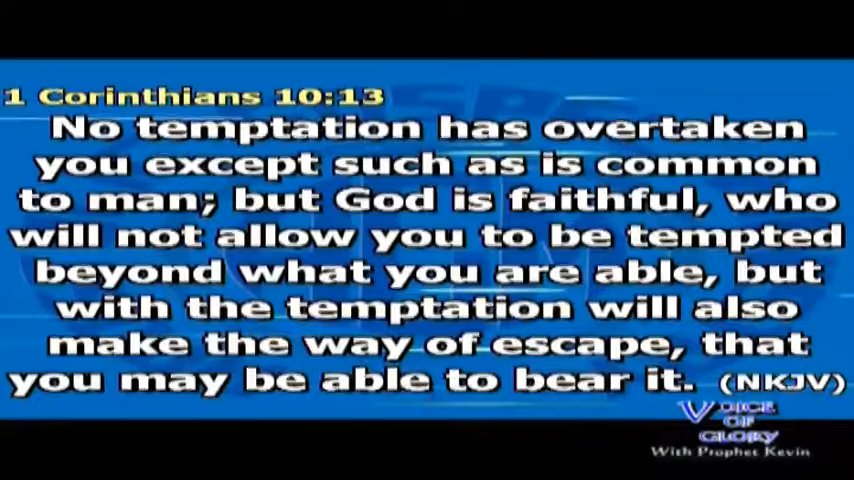 1 Corinthians 10:13
No temptation has overtaken
you except such as is common
to man; but God is faithful, who
will not allow you to be tempted
beyond what you are able, but
with the temptation will also
make the way of escape, that
you may be able to bear it. (NKJV)
VOICE
OF
GLORY
With Prophet Kevin